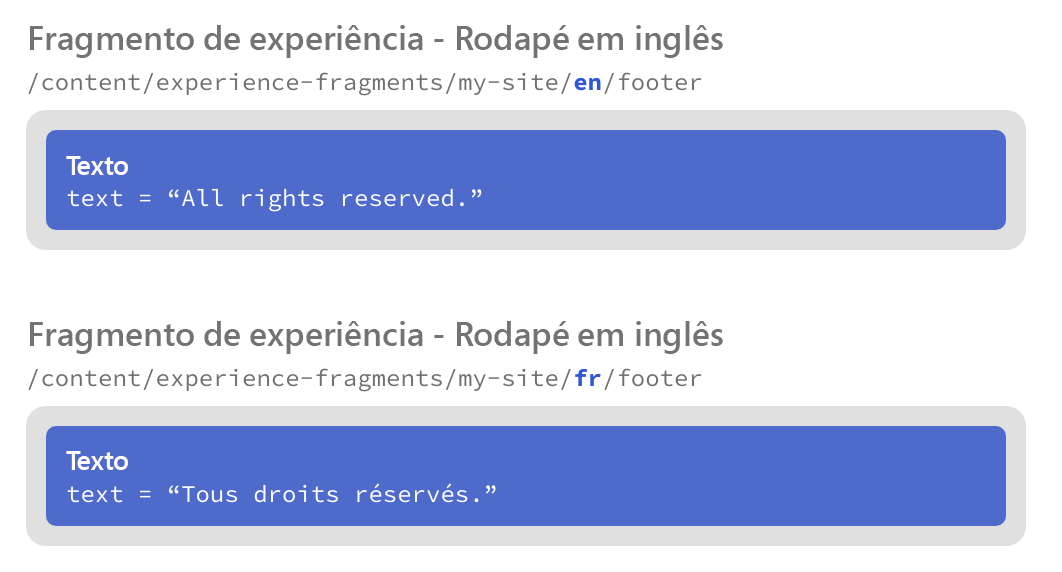 Fragmento de experiência - Rodapé em inglês
/content/experience-fragments/my-site/en/footer
Texto
text = “All rights reserved.”
Fragmento de experiência - Rodapé em inglês
/content/experience-fragments/my-site/fr/footer
Texto
text = “Tous droits réservés.”